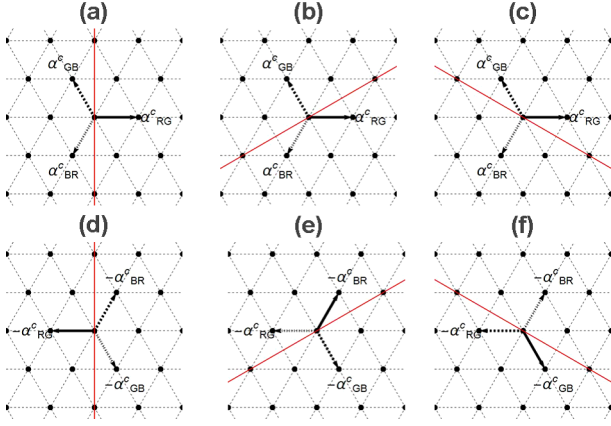 (a) (b) (c)
α^c_GB α^c_GB α^c_GB
α^c_RG α^c_RG α^c_RG
α^c_BR α^c_BR α^c_BR
(d) (e) (f)
-α^c_BR -α^c_BR -α^c_BR
-α^c_RG -α^c_RG -α^c_RG
-α^c_GB -α^c_GB -α^c_GB